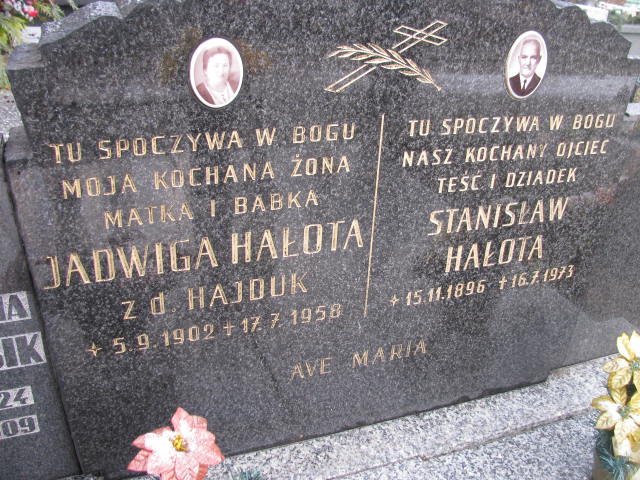 TU SPOCZYWA W BOGU
MOJA KOCHANA ŻONA
MATKA I BABKA
JADWIGA HAŁOTA
z d. HAJDUK
5.9.1902 + 17.7.1958
TU SPOCZYWA W BOGU
NASZ KOCHANY OJCIEC
TEŚĆ I DZIADEK
STANISŁAW
HAŁOTA
15.11.1896 + 16.7.1973
AVE MARIA